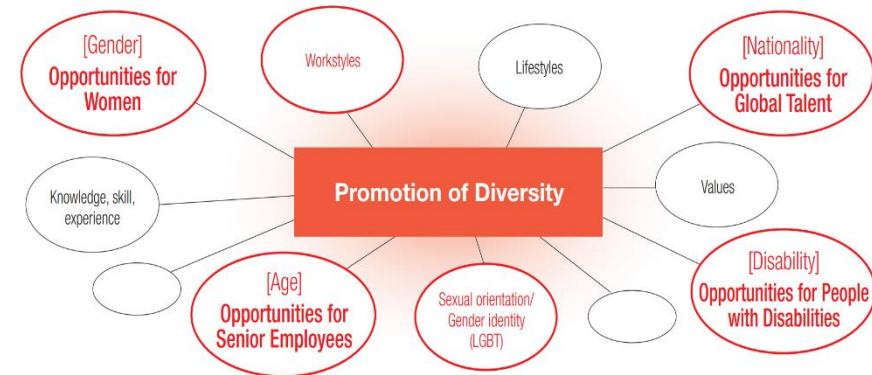 [Gender]
Opportunities for
Women
Workstyles
Lifestyles
[Nationality]
Opportunities for
Global Talent
Promotion of Diversity
Knowledge, skill,
experience
Values
[Age]
Opportunities for
Senior Employees
Sexual orientation/
Gender identity
(LGBT)
[Disability]
Opportunities for People
with Disabilities